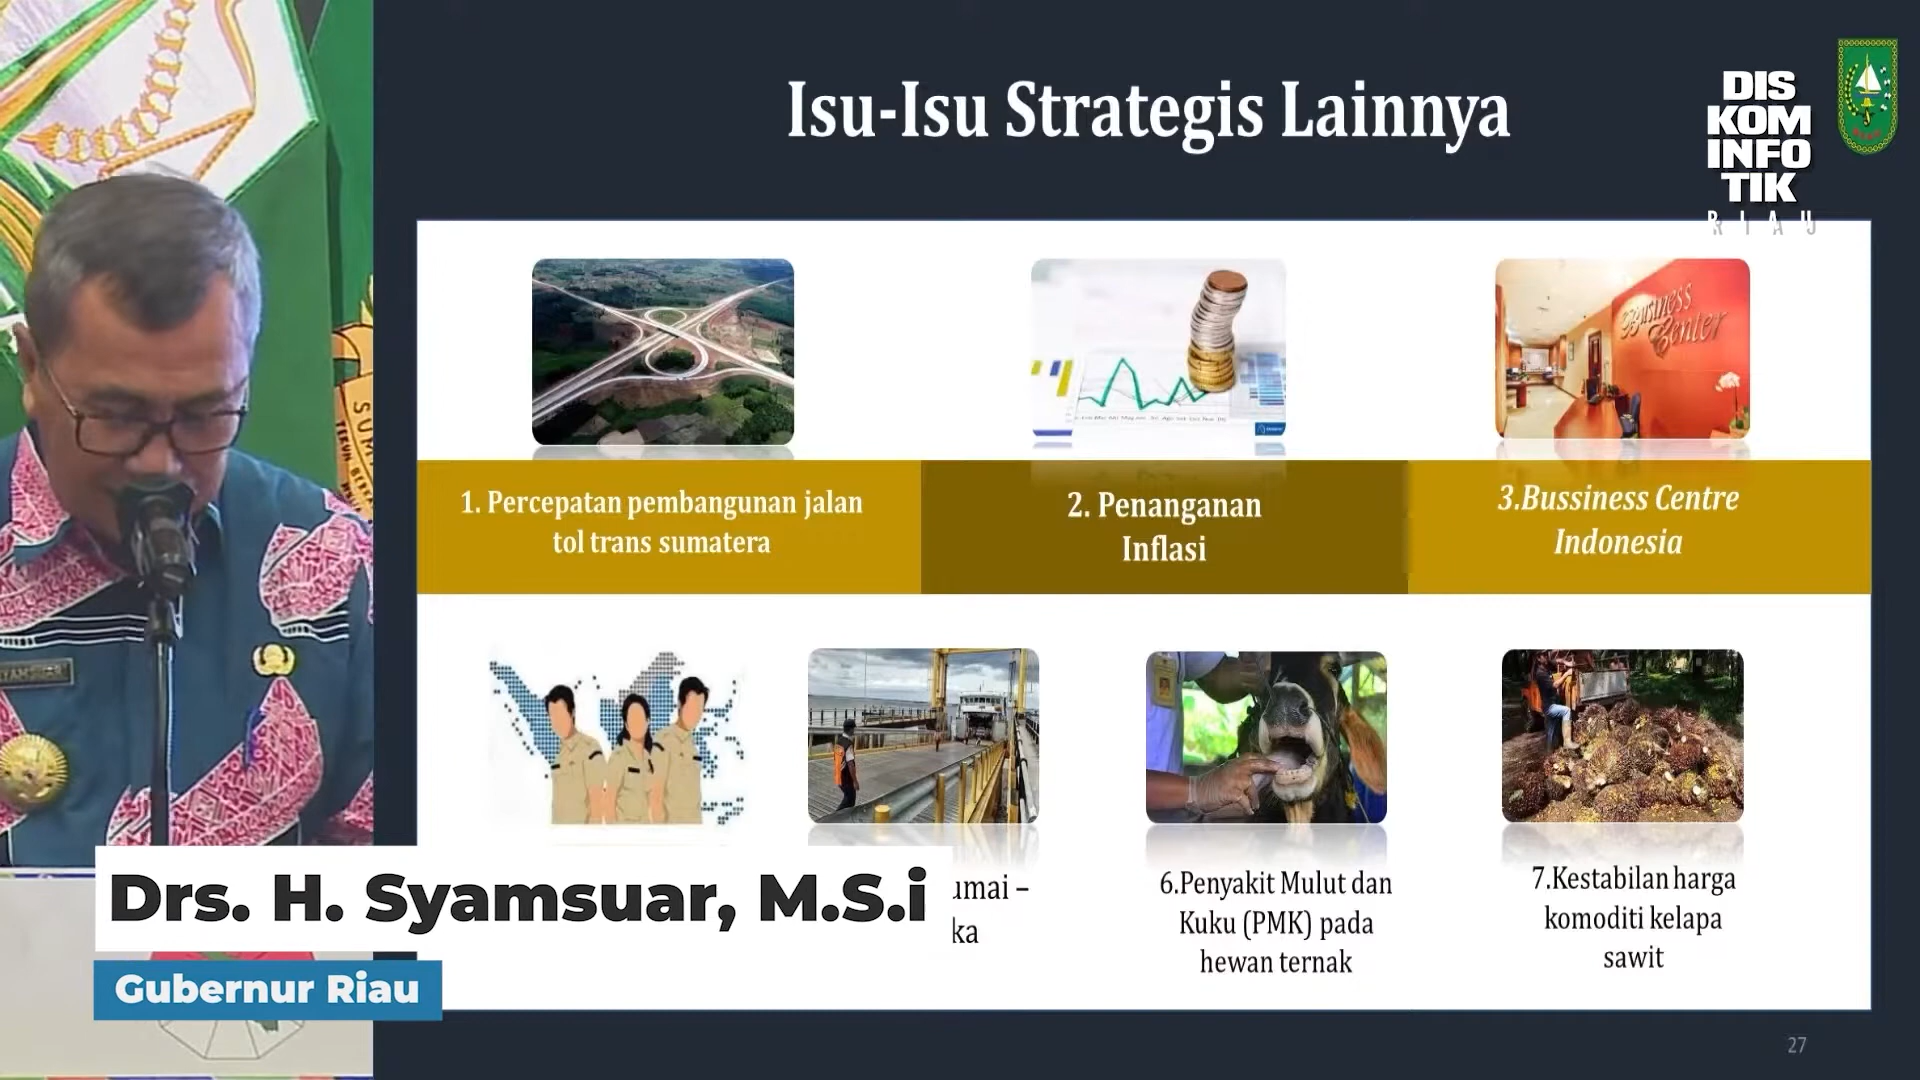 Isu-Isu Strategis Lainnya
DIS
KOM
INFO
TIK
RIAU
Business
Center
1. Percepatan pembangunan jalan
tol trans sumatera
2. Penanganan
Inflasi
3.Bussiness Centre
Indonesia
umai –
ka
6.Penyakit Mulut dan
Kuku (PMK) pada
hewan ternak
7.Kestabilan harga
komoditi kelapa
sawit
Drs. H. Syamsuar, M.S.i
Gubernur Riau
27